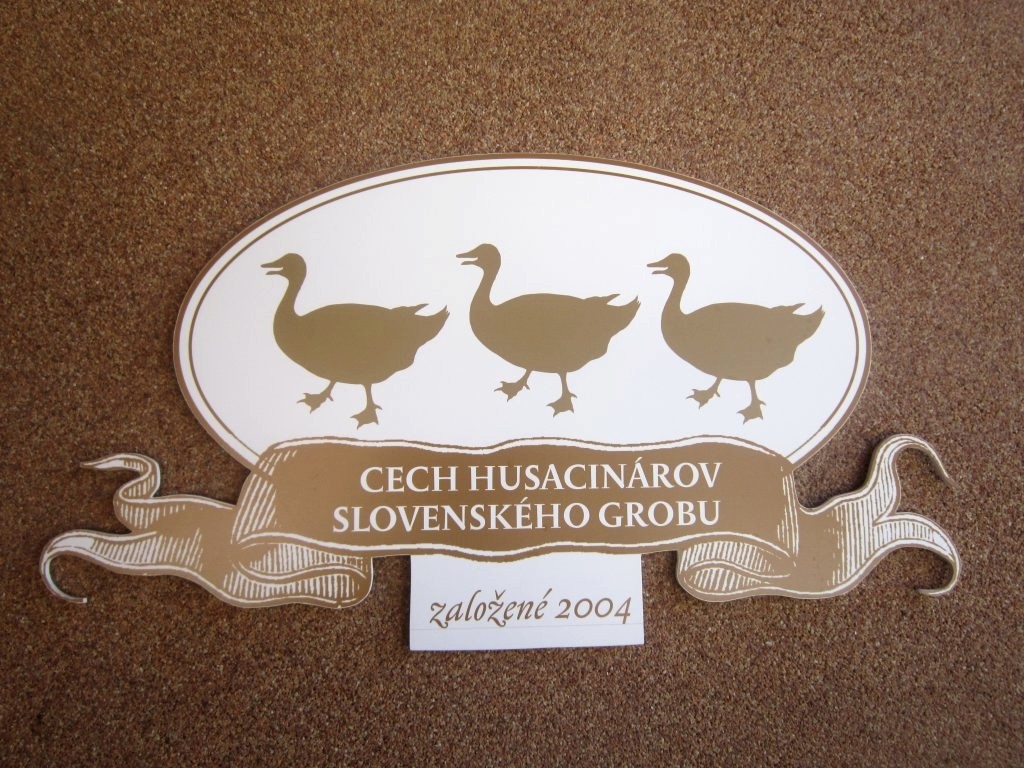 CECH HUSACINÁROV
SLOVENSKÉHO GROBU
založené 2004